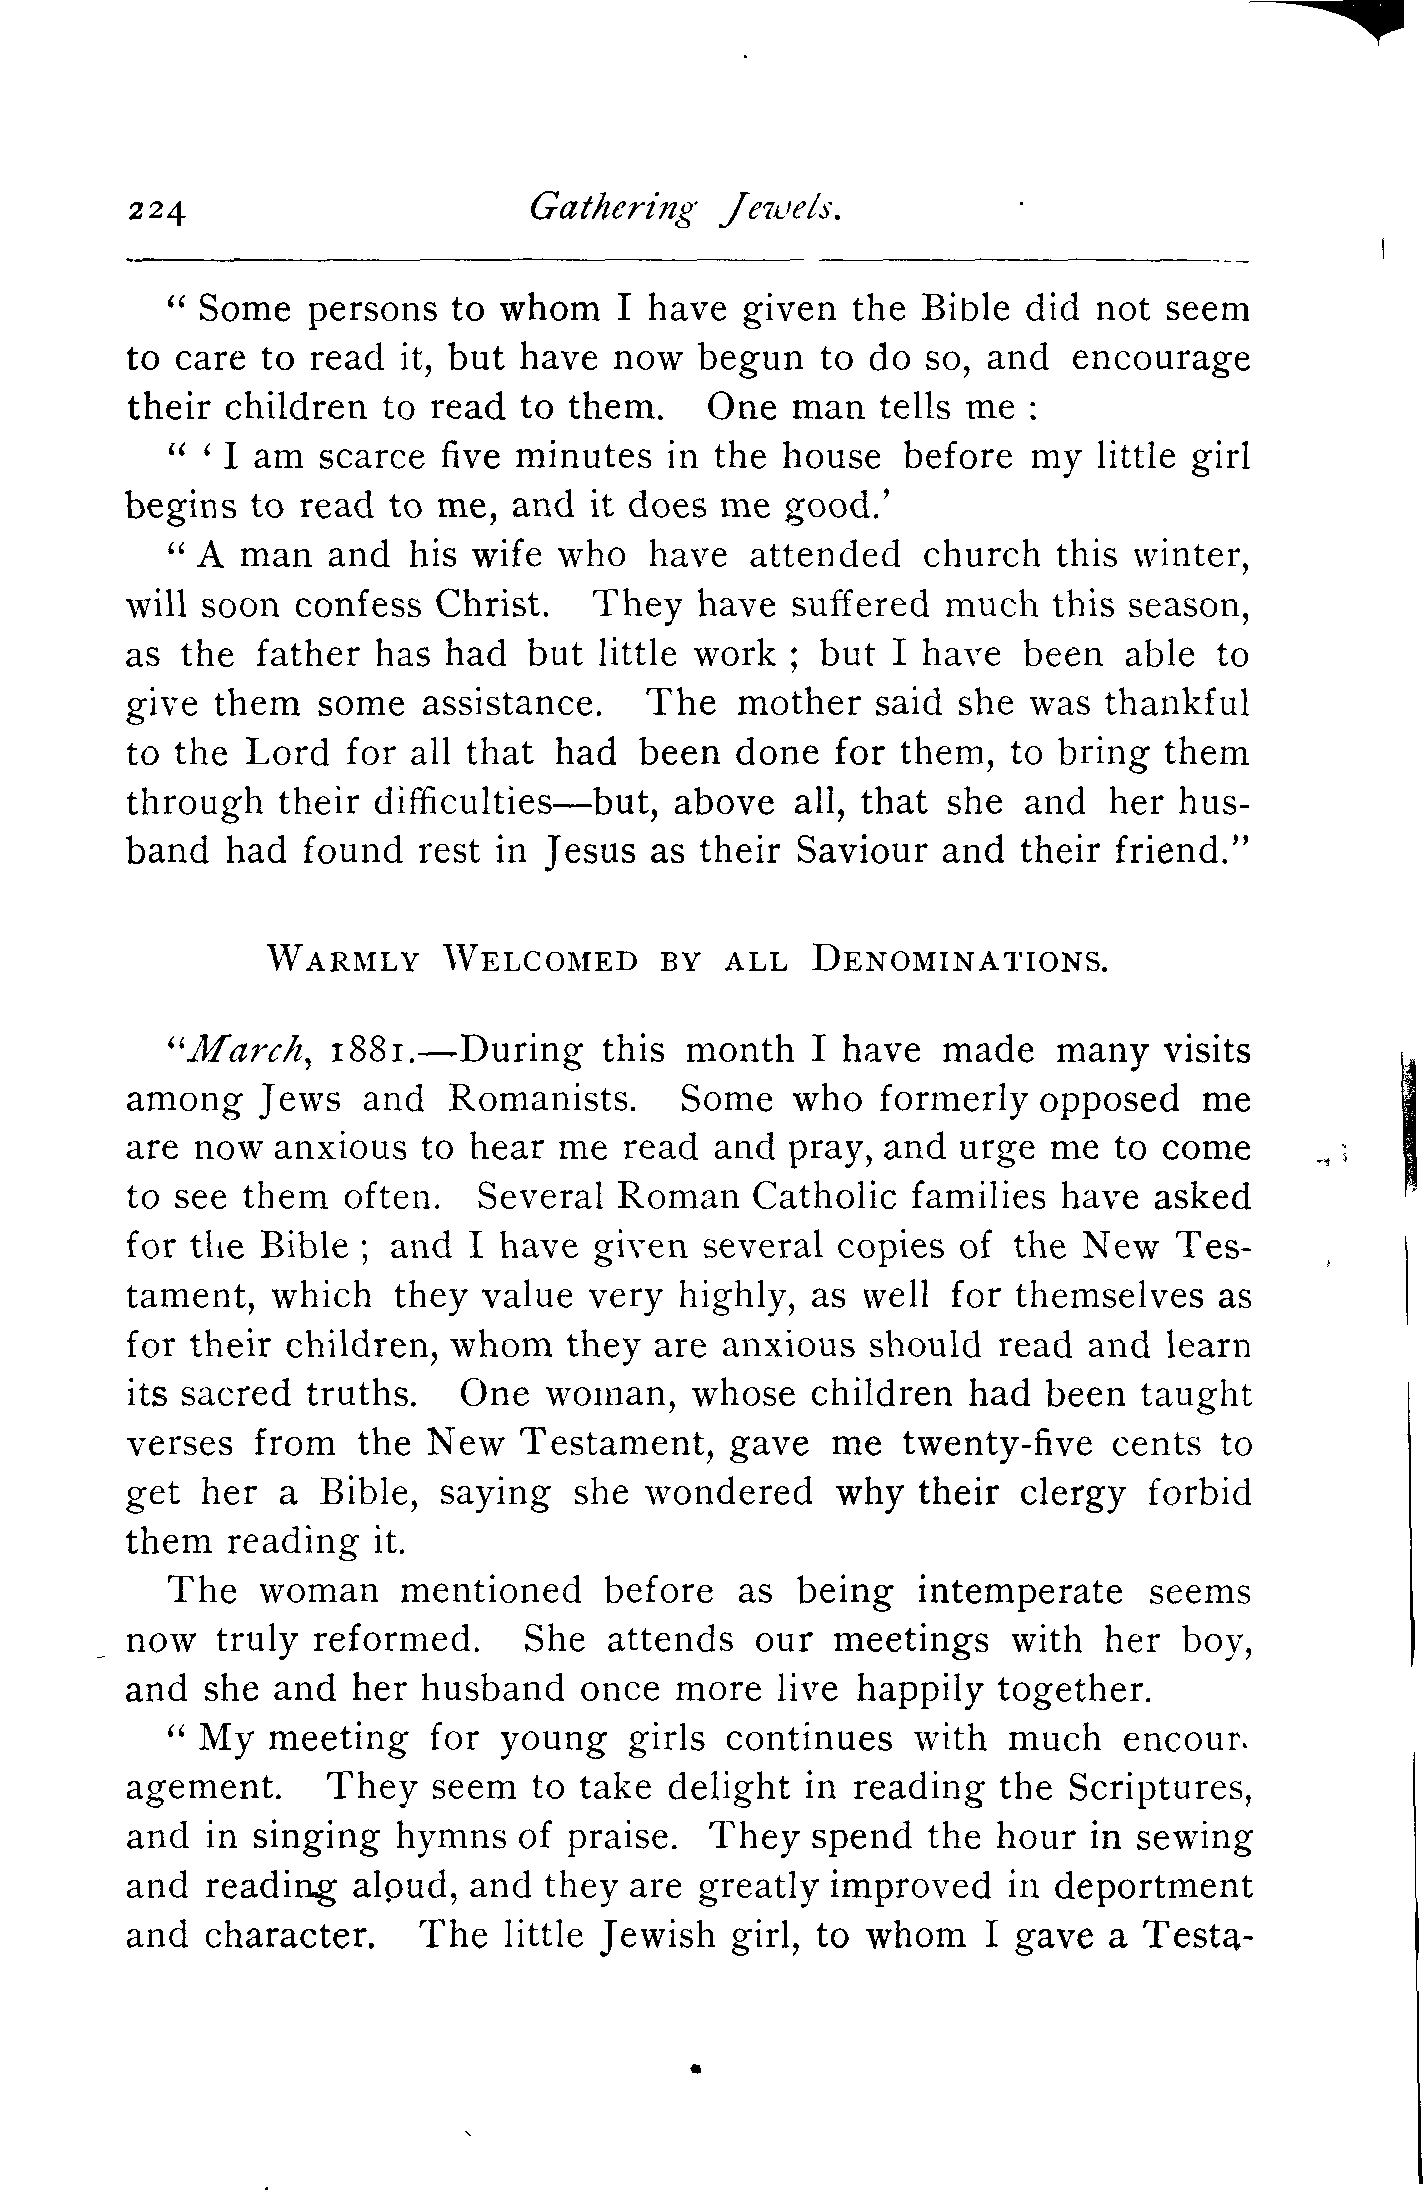 224 Gathering Jewels.
" Some persons to whom I have given the Bible did not seem
to care to read it, but have now begun to do so, and encourage
their children to read to them. One man tells me :
" ' I am scarce five minutes in the house before my little girl
begins to read to me, and it does me good.'
" A man and his wife who have attended church this winter,
will soon confess Christ. They have suffered much this season,
as the father has had but little work ; but I have been able to
give them some assistance. The mother said she was thankful
to the Lord for all that had been done for them, to bring them
through their difficulties—but, above all, that she and her hus-
band had found rest in Jesus as their Saviour and their friend."
WARMLY WELCOMED BY ALL DENOMINATIONS.
"March, 1881.—During this month I have made many visits
among Jews and Romanists. Some who formerly opposed me
are now anxious to hear me read and pray, and urge me to come
to see them often. Several Roman Catholic families have asked
for the Bible ; and I have given several copies of the New Tes-
tament, which they value very highly, as well for themselves as
for their children, whom they are anxious should read and learn
its sacred truths. One woman, whose children had been taught
verses from the New Testament, gave me twenty-five cents to
get her a Bible, saying she wondered why their clergy forbid
them reading it.
The woman mentioned before as being intemperate seems
now truly reformed. She attends our meetings with her boy,
and she and her husband once more live happily together.
" My meeting for young girls continues with much encour-
agement. They seem to take delight in reading the Scriptures,
and in singing hymns of praise. They spend the hour in sewing
and reading aloud, and they are greatly improved in deportment
and character. The little Jewish girl, to whom I gave a Testa-